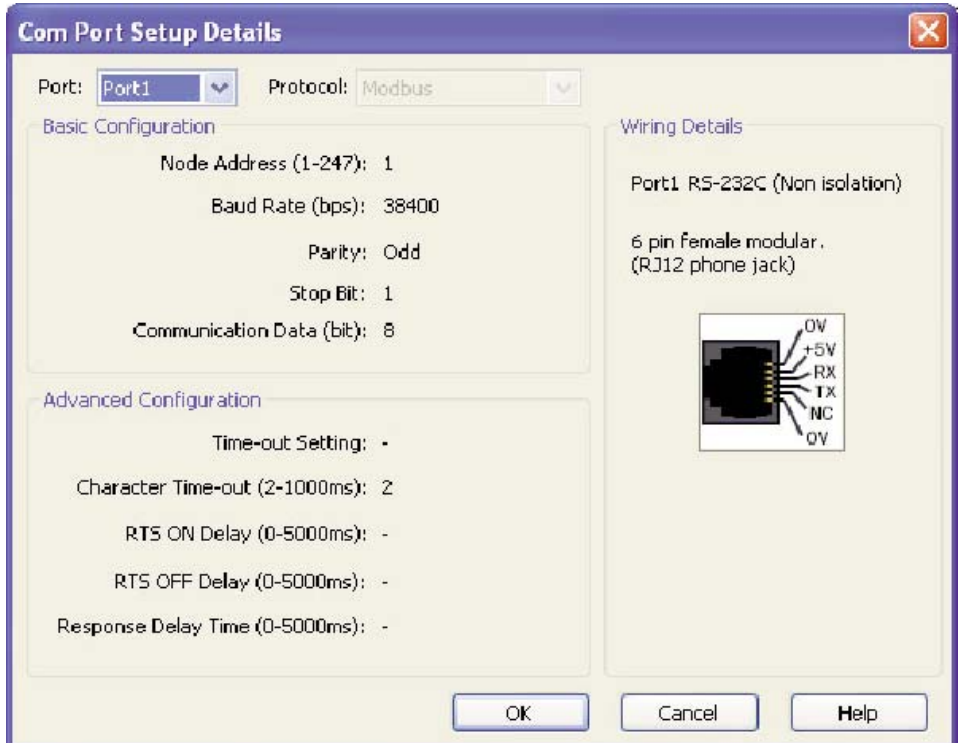 Com Port Setup Details
Port: Port1 Protocol: Modbus
Basic Configuration
Node Address (1-247): 1
Baud Rate (bps): 38400
Parity: Odd
Stop Bit: 1
Communication Data (bit): 8
Advanced Configuration
Time-out Setting: -
Character Time-out (2-1000ms): 2
RTS ON Delay (0-5000ms): -
RTS OFF Delay (0-5000ms): -
Response Delay Time (0-5000ms): -
Wiring Details
Port1 RS-232C (Non isolation)
6 pin female modular.
(RJ12 phone jack)
0V
+5V
RX
TX
NC
0V
OK Cancel Help